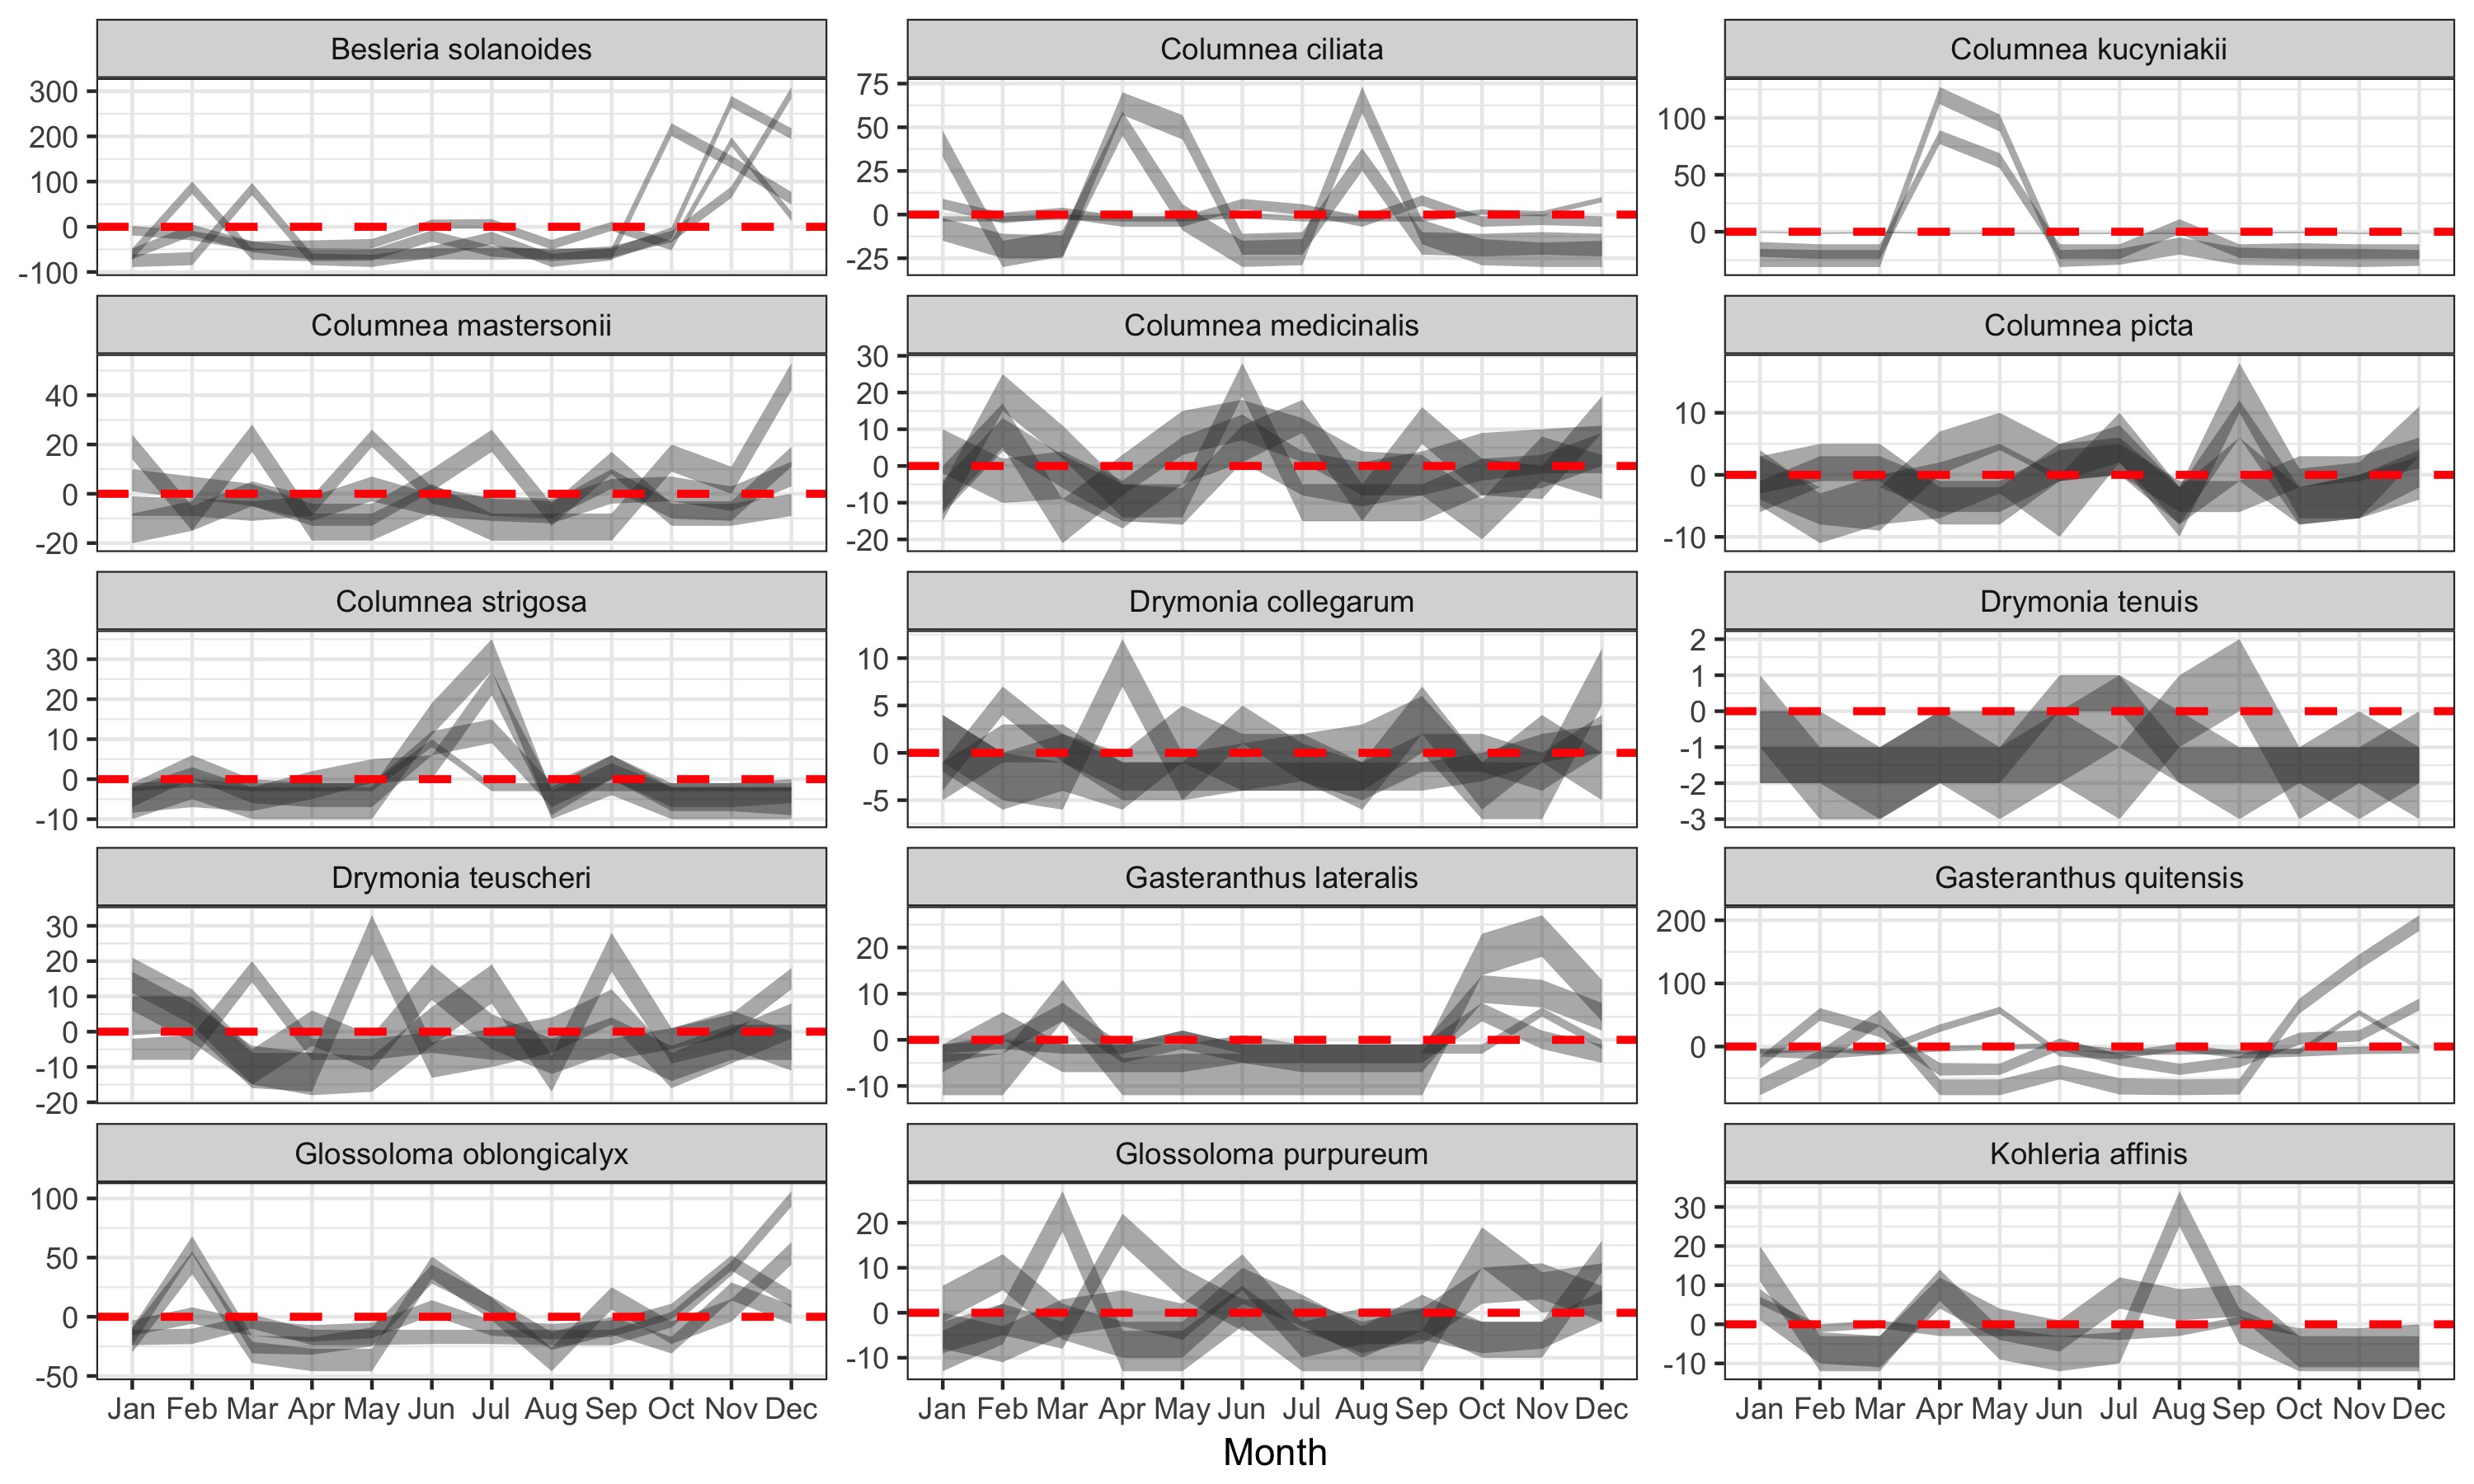 Besleria solanoides Columnea ciliata Columnea kucyniakii
300 75
200 50 100
100 25 50
0 0 0
-100 -25
Columnea mastersonii Columnea medicinalis Columnea picta
40 30
20 20 10
0 10 0
-20 0 -10
-10
-20
Columnea strigosa Drymonia collegarum Drymonia tenuis
30 10 2
20 5 1
10 0 0
0 -5 -1
-10 -2
-3
Drymonia teuscheri Gasteranthus lateralis Gasteranthus quitensis
30 20 200
20 10 100
10 0 0
0 -10
-10
-20
Glossoloma oblongicalyx Glossoloma purpureum Kohleria affinis
100 20 30
50 10 20
0 0 10
-50 -10 0
-10
Jan Feb Mar Apr May Jun Jul Aug Sep Oct Nov Dec Jan Feb Mar Apr May Jun Jul Aug Sep Oct Nov Dec Jan Feb Mar Apr May Jun Jul Aug Sep Oct Nov Dec
Month